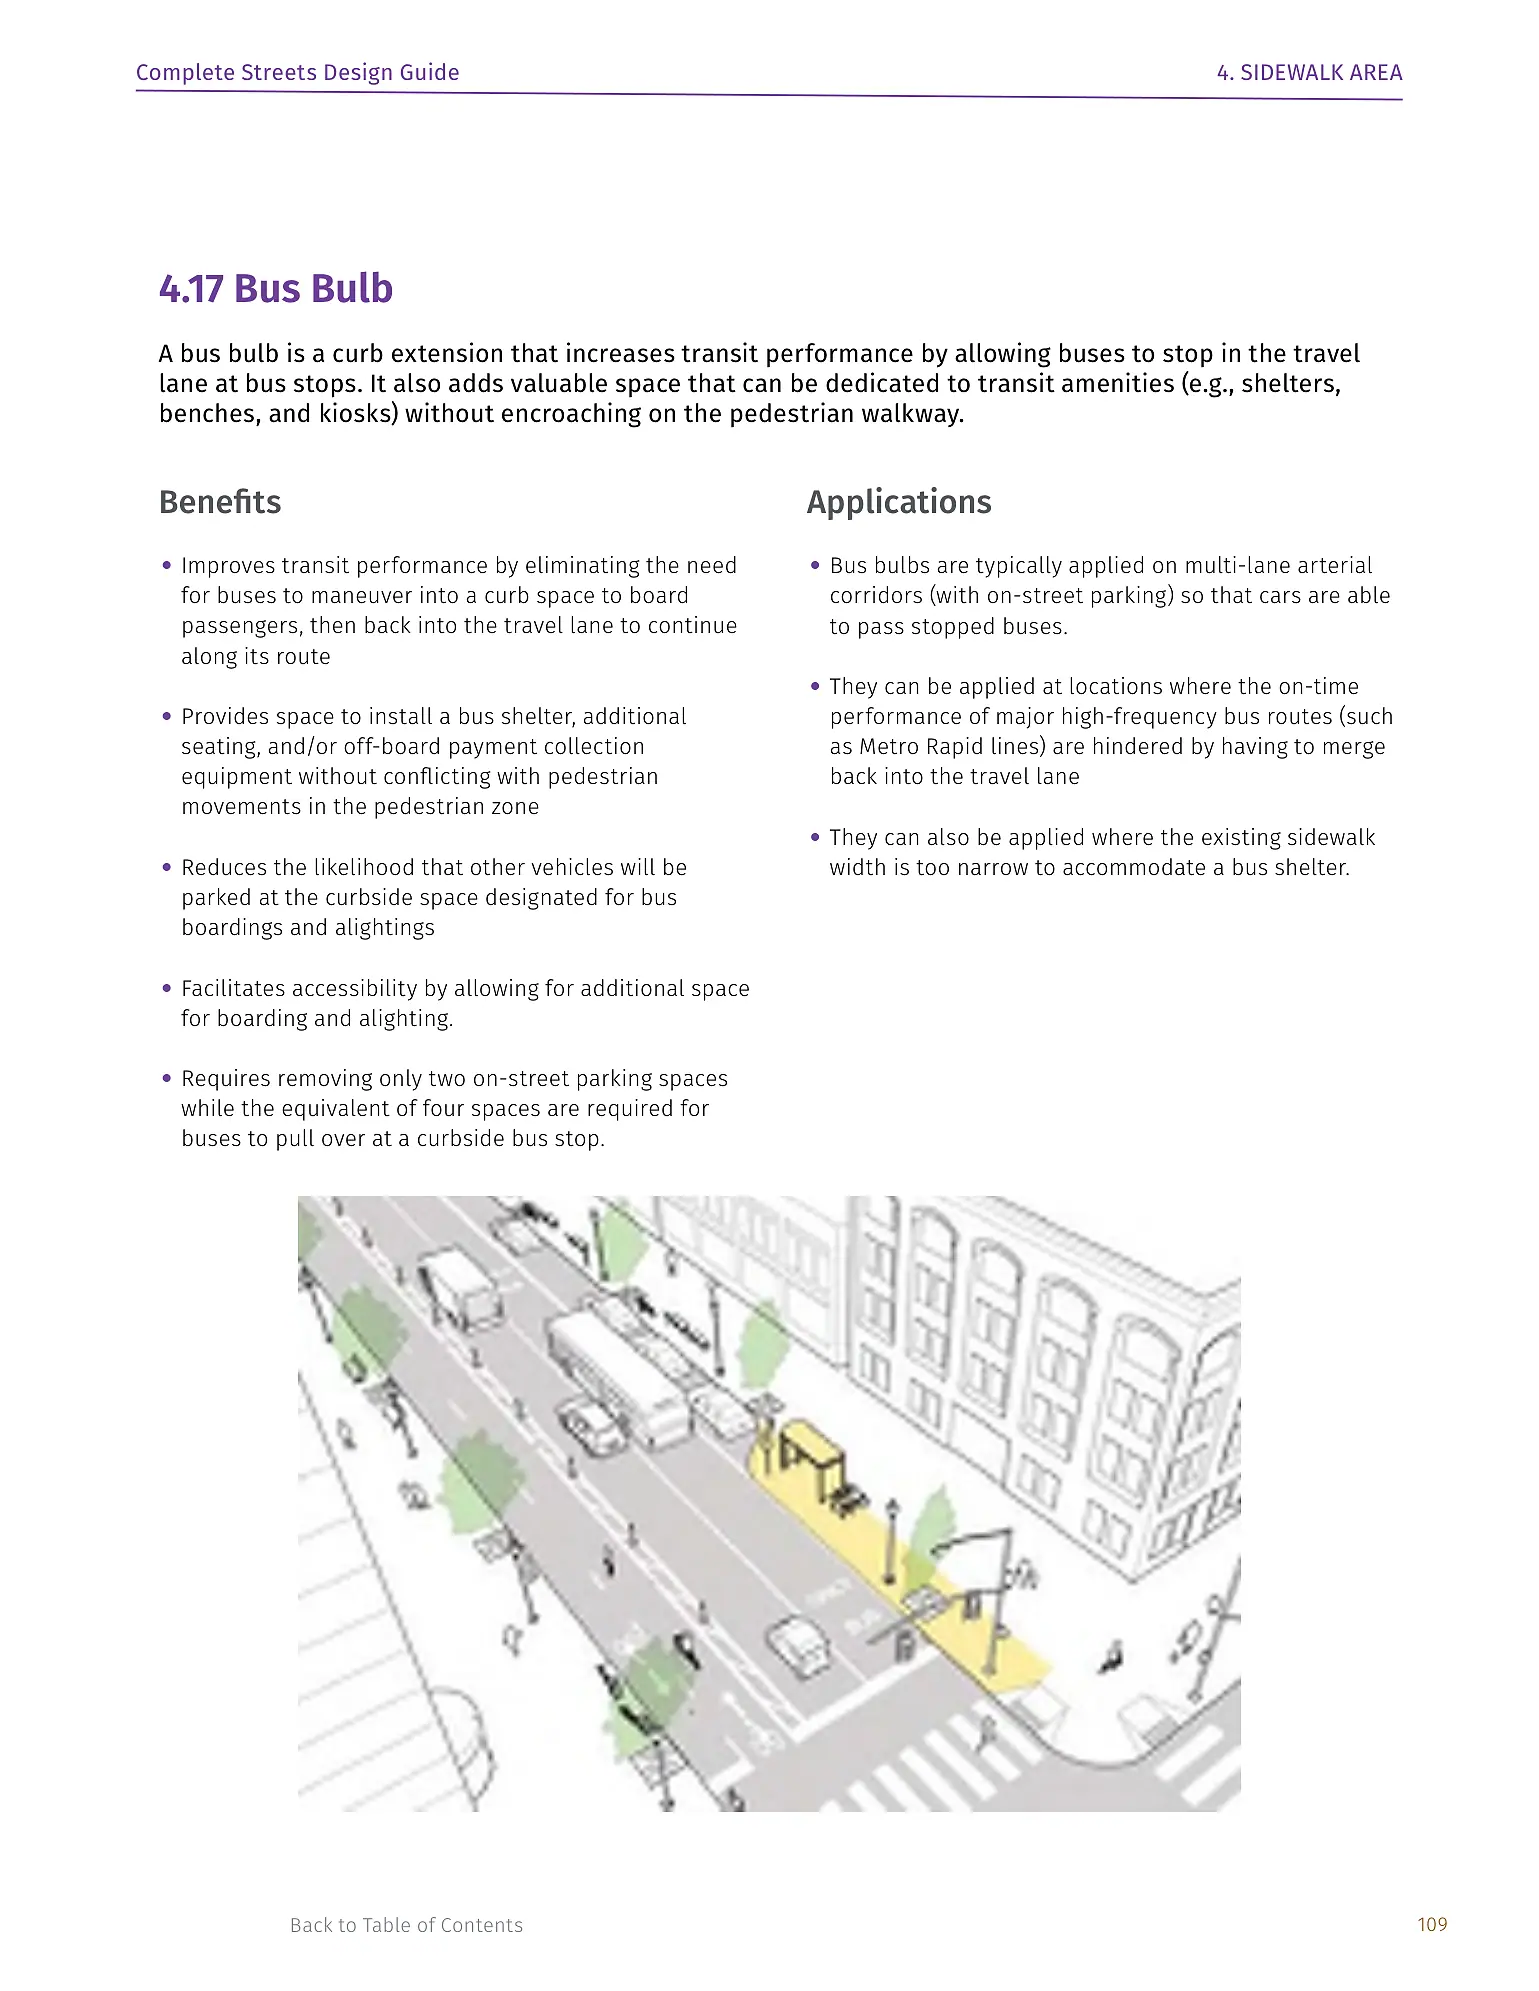 Complete Streets Design Guide
4. SIDEWALK AREA
4.17 Bus Bulb
A bus bulb is a curb extension that increases transit performance by allowing buses to stop in the travel
lane at bus stops. It also adds valuable space that can be dedicated to transit amenities (e.g., shelters,
benches, and kiosks) without encroaching on the pedestrian walkway.
Benefits
• Improves transit performance by eliminating the need
for buses to maneuver into a curb space to board
passengers, then back into the travel lane to continue
along its route
• Provides space to install a bus shelter, additional
seating, and/or off-board payment collection
equipment without conflicting with pedestrian
movements in the pedestrian zone
• Reduces the likelihood that other vehicles will be
parked at the curbside space designated for bus
boardings and alightings
• Facilitates accessibility by allowing for additional space
for boarding and alighting.
• Requires removing only two on-street parking spaces
while the equivalent of four spaces are required for
buses to pull over at a curbside bus stop.
Applications
• Bus bulbs are typically applied on multi-lane arterial
corridors (with on-street parking) so that cars are able
to pass stopped buses.
• They can be applied at locations where the on-time
performance of major high-frequency bus routes (such
as Metro Rapid lines) are hindered by having to merge
back into the travel lane
• They can also be applied where the existing sidewalk
width is too narrow to accommodate a bus shelter.
BUS
Back to Table of Contents
109